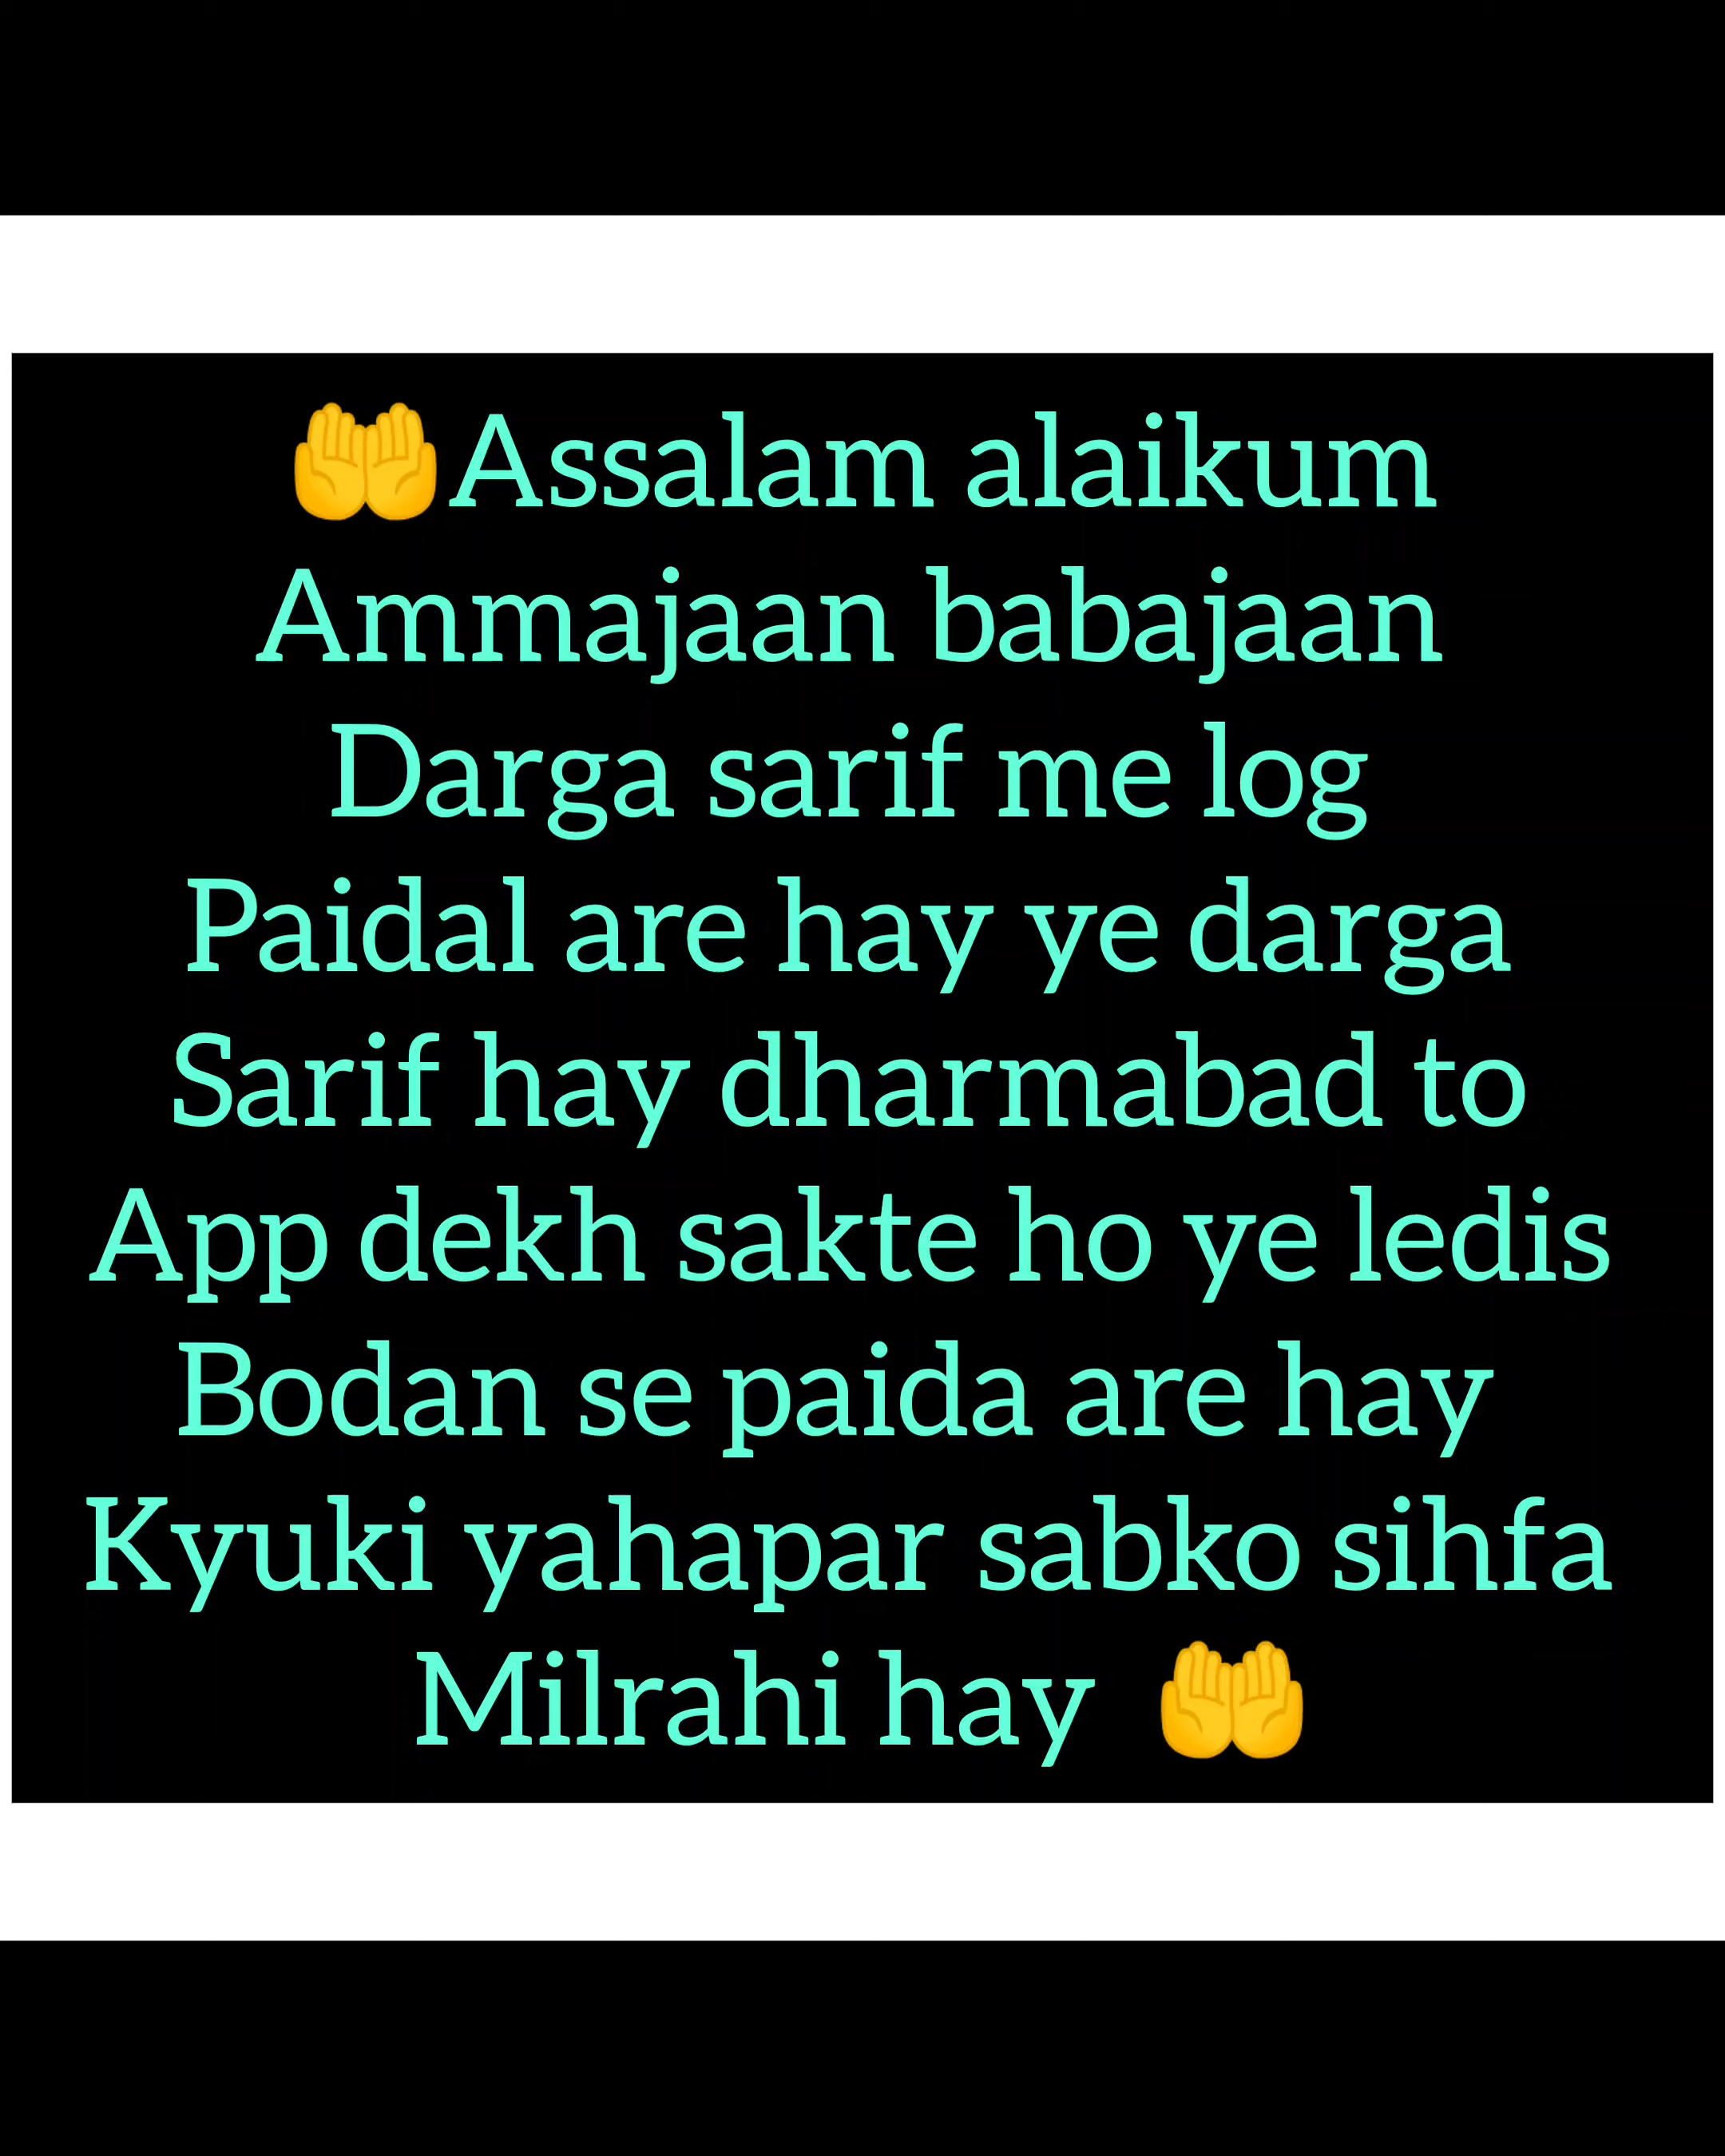 🤲Assalam alaikum
Ammajaan babajaan
Darga sarif me log
Paidal are hay ye darga
Sarif hay dharmabad to
App dekh sakte ho ye ledis
Bodan se paida are hay
Kyuki yahapar sabko sihfa
Milrahi hay 🤲